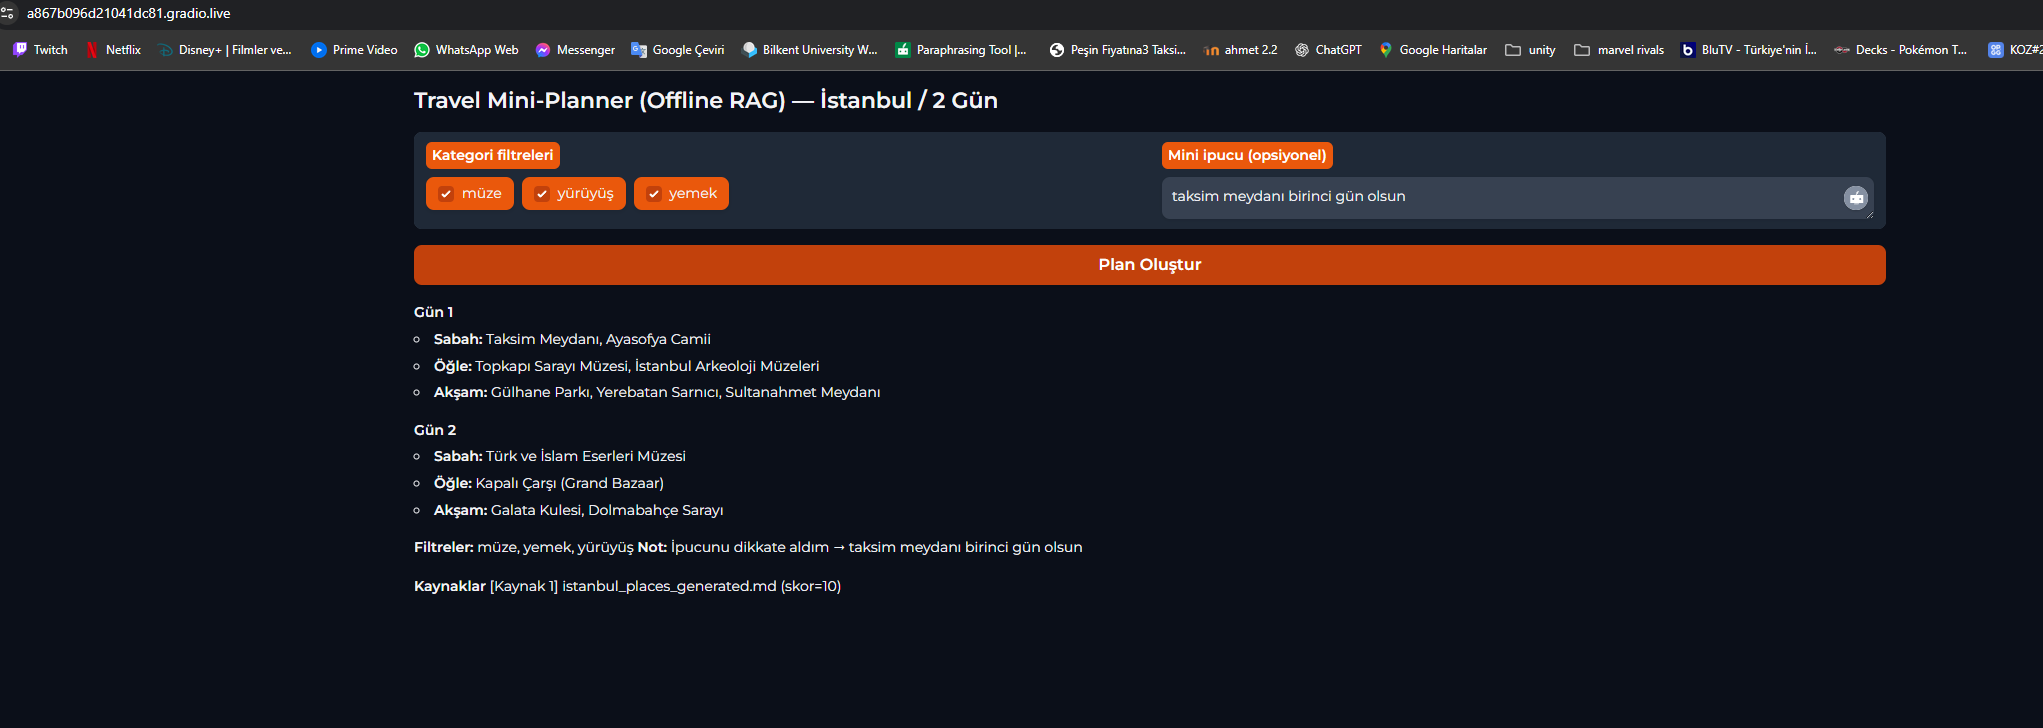 a867b096d21041dc81.gradio.live
Twitch Netflix Disney+ | Filmler ve... Prime Video WhatsApp Web Messenger Google Çeviri Bilkent University W... Paraphrasing Tool |... Peşin Fiyatına3 Taksi... ahmet 2.2 ChatGPT Google Haritalar unity marvel rivals BluTV - Türkiye'nin İ... Decks - Pokémon T... KOZ#2
Travel Mini-Planner (Offline RAG) — İstanbul / 2 Gün
Kategori filtreleri
müze yürüyüş yemek
Mini ipucu (opsiyonel)
taksim meydanı birinci gün olsun
Plan Oluştur
Gün 1
Sabah: Taksim Meydanı, Ayasofya Camii
Öğle: Topkapı Sarayı Müzesi, İstanbul Arkeoloji Müzeleri
Akşam: Gülhane Parkı, Yerebatan Sarnıcı, Sultanahmet Meydanı
Gün 2
Sabah: Türk ve İslam Eserleri Müzesi
Öğle: Kapalı Çarşı (Grand Bazaar)
Akşam: Galata Kulesi, Dolmabahçe Sarayı
Filtreler: müze, yemek, yürüyüş Not: İpucunu dikkate aldım → taksim meydanı birinci gün olsun
Kaynaklar [Kaynak 1] istanbul_places_generated.md (skor=10)